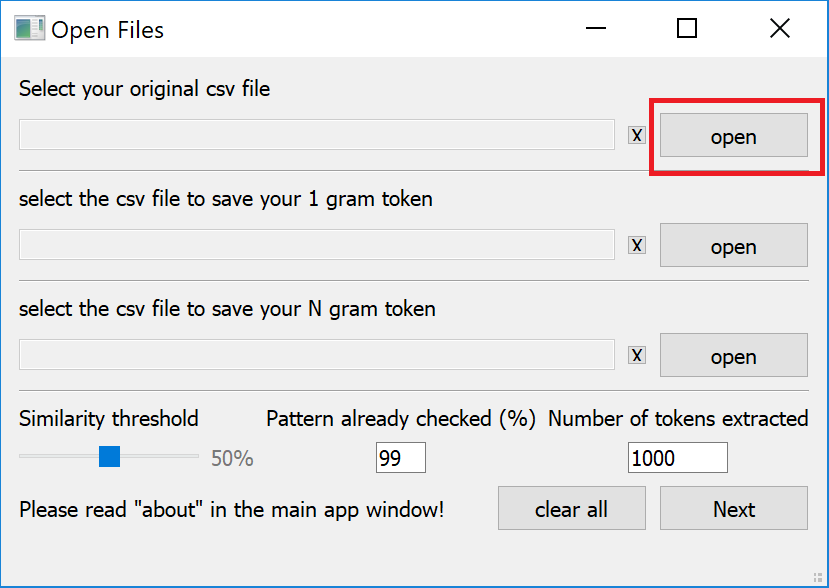 Open Files
Select your original csv file
X open
select the csv file to save your 1 gram token
X open
select the csv file to save your N gram token
X open
Similarity threshold Pattern already checked (%) Number of tokens extracted
50% 99 1000
Please read "about" in the main app window! clear all Next